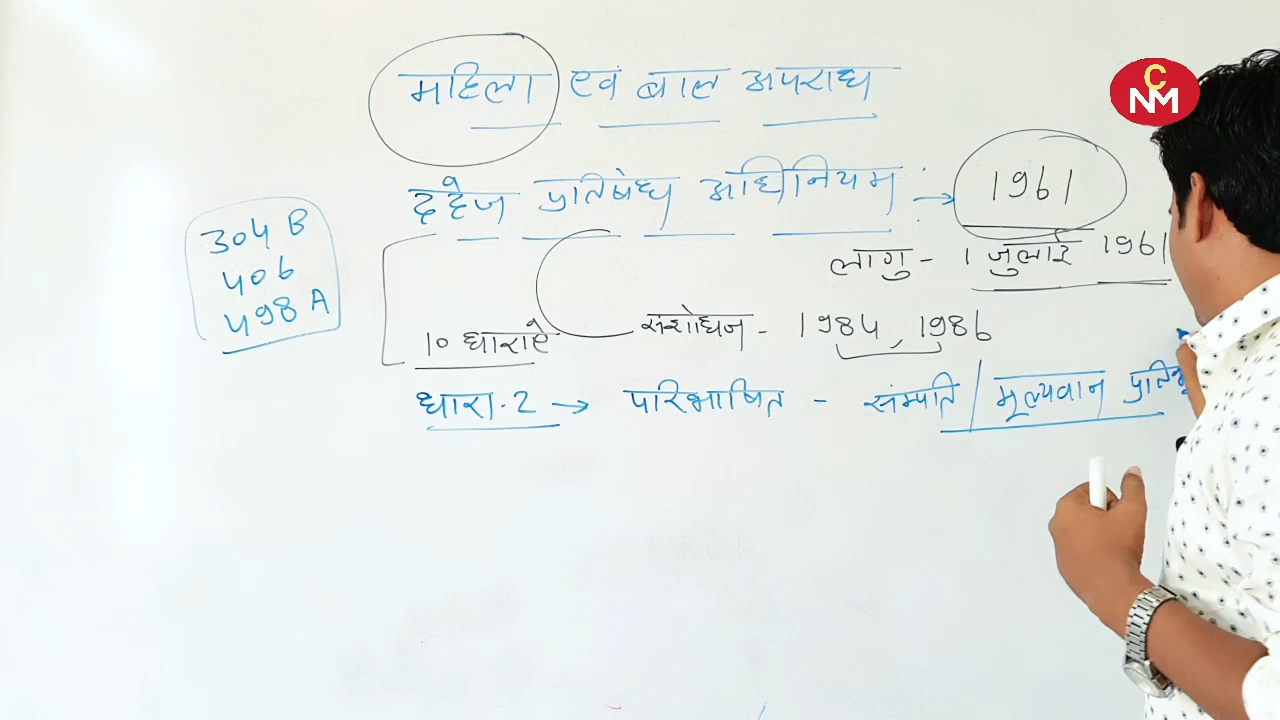 महिला एवं बाल अपराध
दहेज प्रतिषेध अधिनियम → 1961
लागु - 1 जुलाई 1961
304 B
406
498 A
10 धाराऐ
संशोधन - 1984, 1986
धारा-2 → परिभाषित - संम्पति / मूल्यवान
CNM